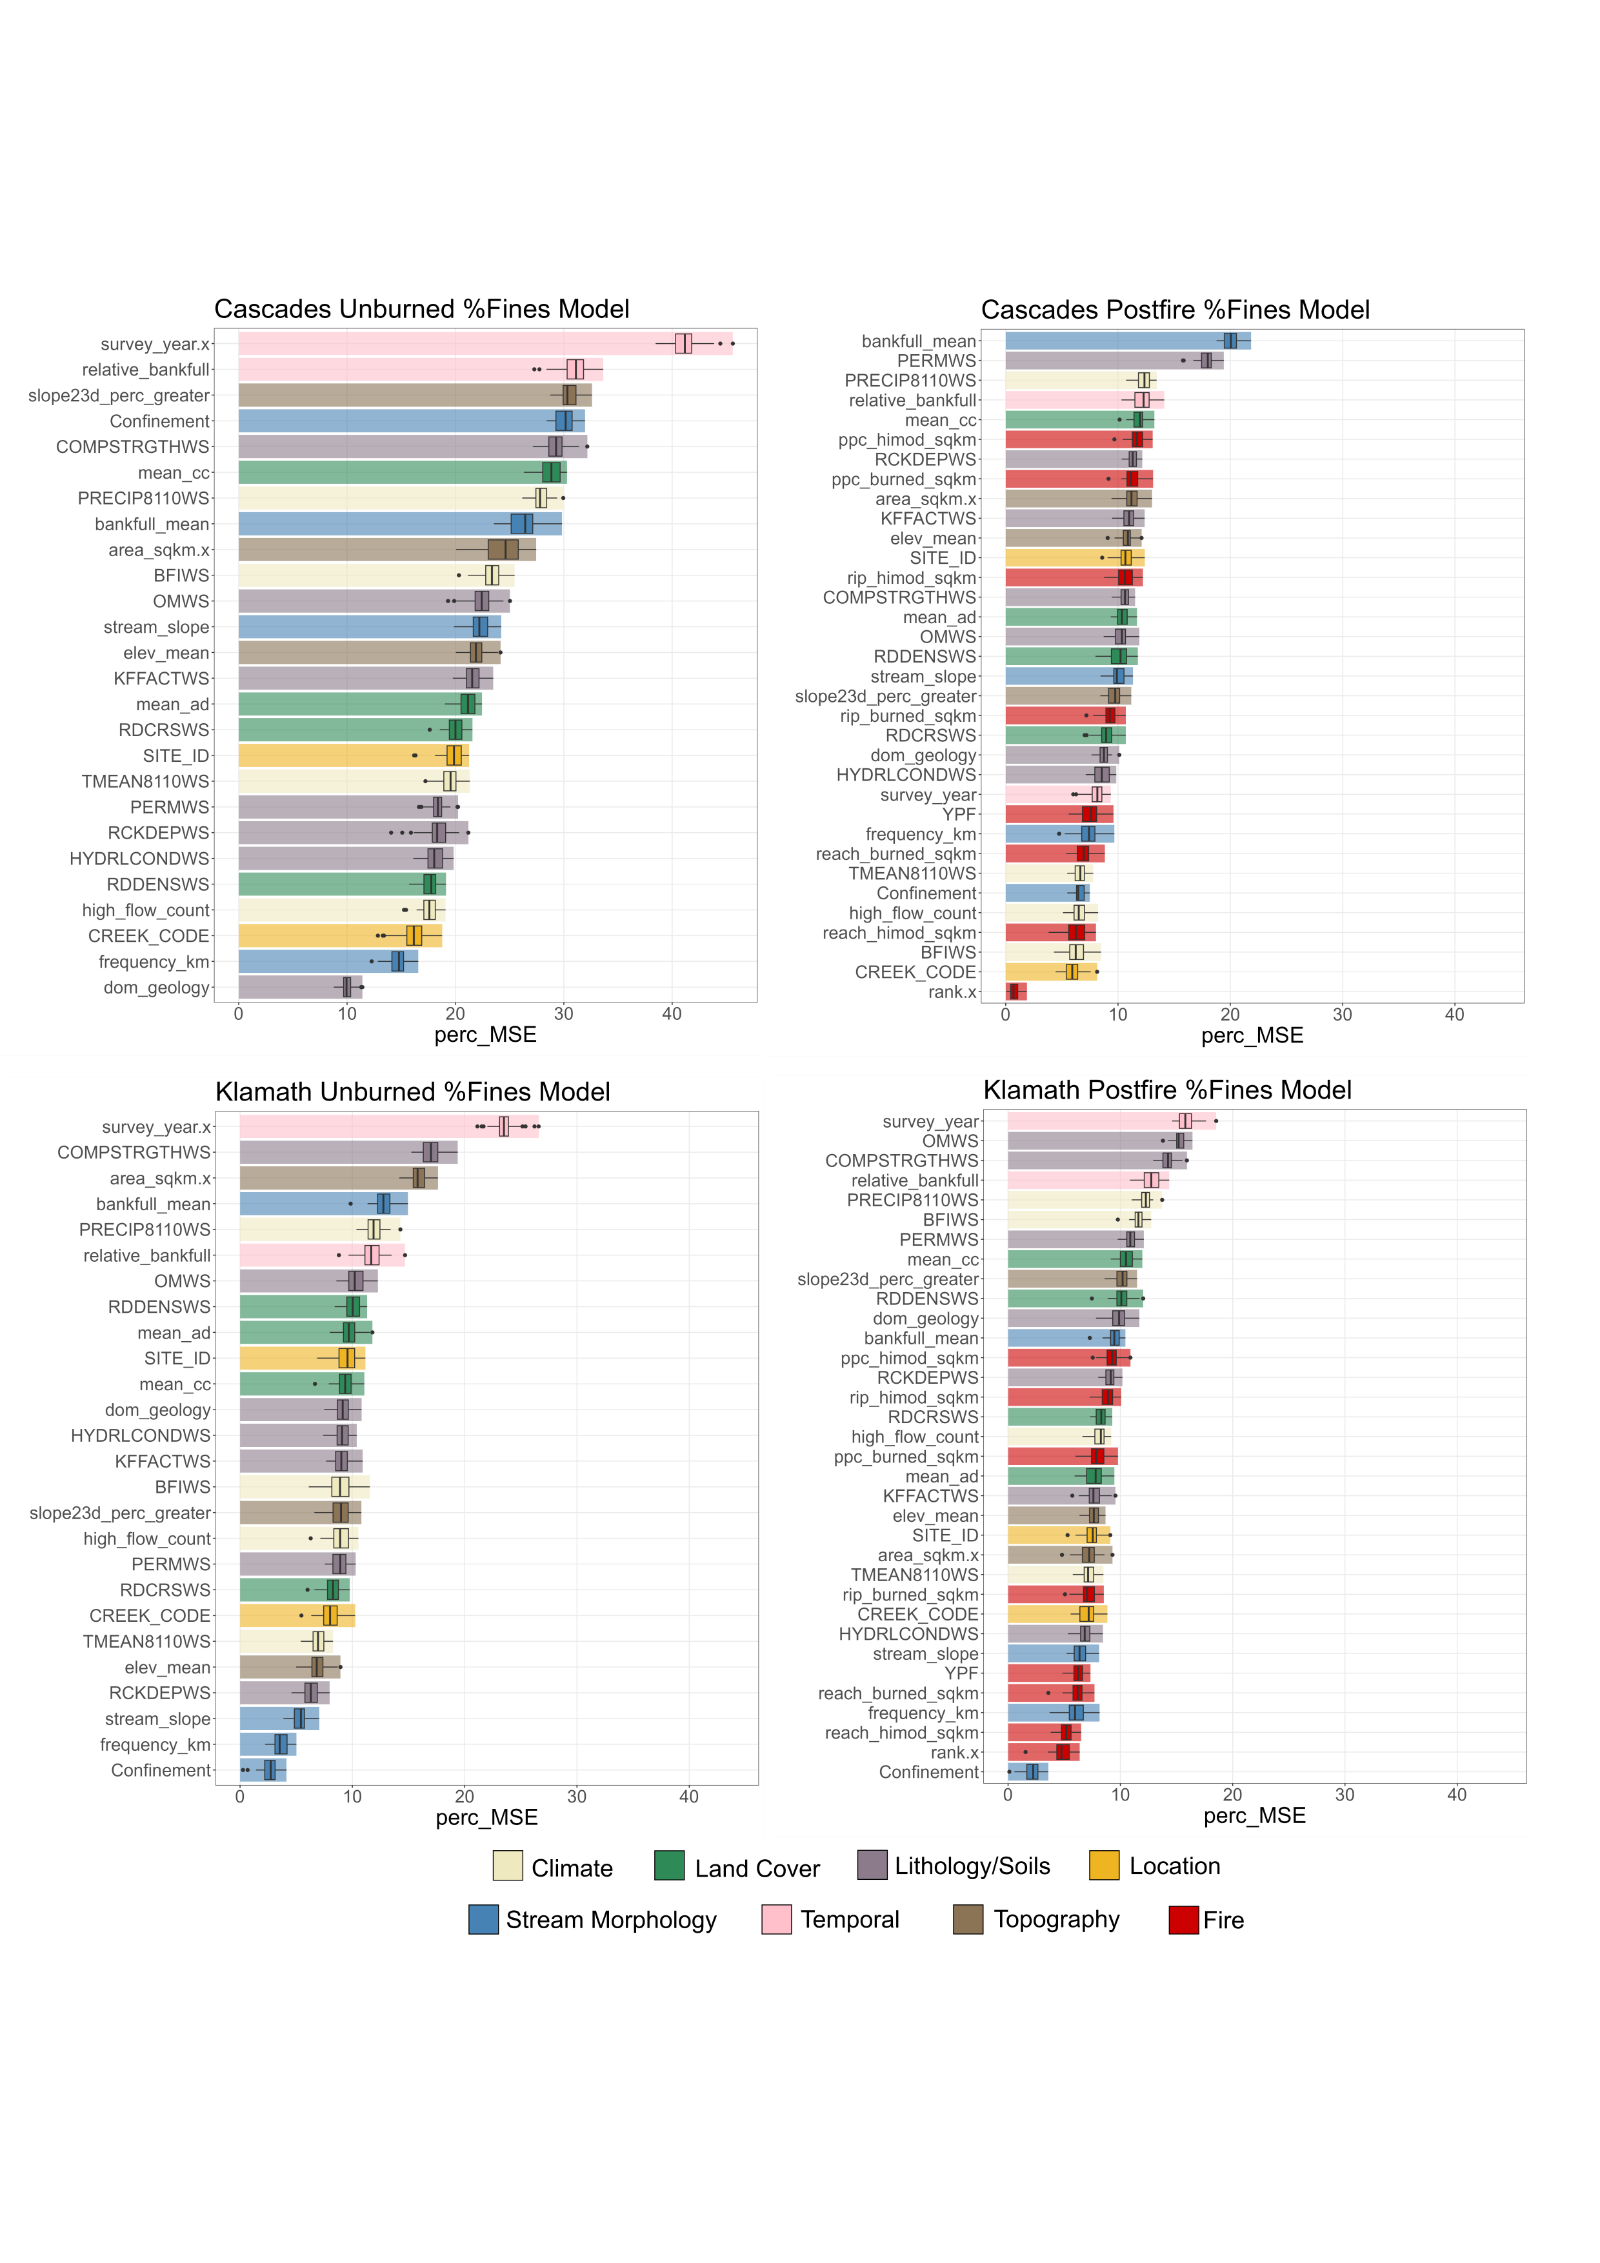 Cascades Unburned %Fines Model
survey_year.x
relative_bankfull
slope23d_perc_greater
Confinement
COMPSTRGTHWS
mean_cc
PRECIP8110WS
bankfull_mean
area_sqkm.x
BFIWS
OMWS
stream_slope
elev_mean
KFFACTWS
mean_ad
RDCRSWS
SITE_ID
TMEAN8110WS
PERMWS
RCKDEPWS
HYDRLCONDWS
RDDENSWS
high_flow_count
CREEK_CODE
frequency_km
dom_geology
0 10 20 30 40
perc_MSE
Cascades Postfire %Fines Model
bankfull_mean
PERMWS
PRECIP8110WS
relative_bankfull
mean_cc
ppc_himod_sqkm
RCKDEPWS
ppc_burned_sqkm
area_sqkm.x
KFFACTWS
elev_mean
SITE_ID
rip_himod_sqkm
COMPSTRGTHWS
mean_ad
OMWS
RDDENSWS
stream_slope
slope23d_perc_greater
rip_burned_sqkm
RDCRSWS
dom_geology
HYDRLCONDWS
survey_year
YPF
frequency_km
reach_burned_sqkm
TMEAN8110WS
Confinement
high_flow_count
reach_himod_sqkm
BFIWS
CREEK_CODE
rank.x
0 10 20 30 40
perc_MSE
Klamath Unburned %Fines Model
survey_year.x
COMPSTRGTHWS
area_sqkm.x
bankfull_mean
PRECIP8110WS
relative_bankfull
OMWS
RDDENSWS
mean_ad
SITE_ID
mean_cc
dom_geology
HYDRLCONDWS
KFFACTWS
BFIWS
slope23d_perc_greater
high_flow_count
PERMWS
RDCRSWS
CREEK_CODE
TMEAN8110WS
elev_mean
RCKDEPWS
stream_slope
frequency_km
Confinement
0 10 20 30 40
perc_MSE
Klamath Postfire %Fines Model
survey_year
OMWS
COMPSTRGTHWS
relative_bankfull
PRECIP8110WS
BFIWS
PERMWS
mean_cc
slope23d_perc_greater
RDDENSWS
dom_geology
bankfull_mean
ppc_himod_sqkm
RCKDEPWS
rip_himod_sqkm
RDCRSWS
high_flow_count
ppc_burned_sqkm
mean_ad
KFFACTWS
elev_mean
SITE_ID
area_sqkm.x
TMEAN8110WS
rip_burned_sqkm
CREEK_CODE
HYDRLCONDWS
stream_slope
YPF
reach_burned_sqkm
frequency_km
reach_himod_sqkm
rank.x
Confinement
0 10 20 30 40
perc_MSE
Climate Land Cover Lithology/Soils Location
Stream Morphology Temporal Topography Fire